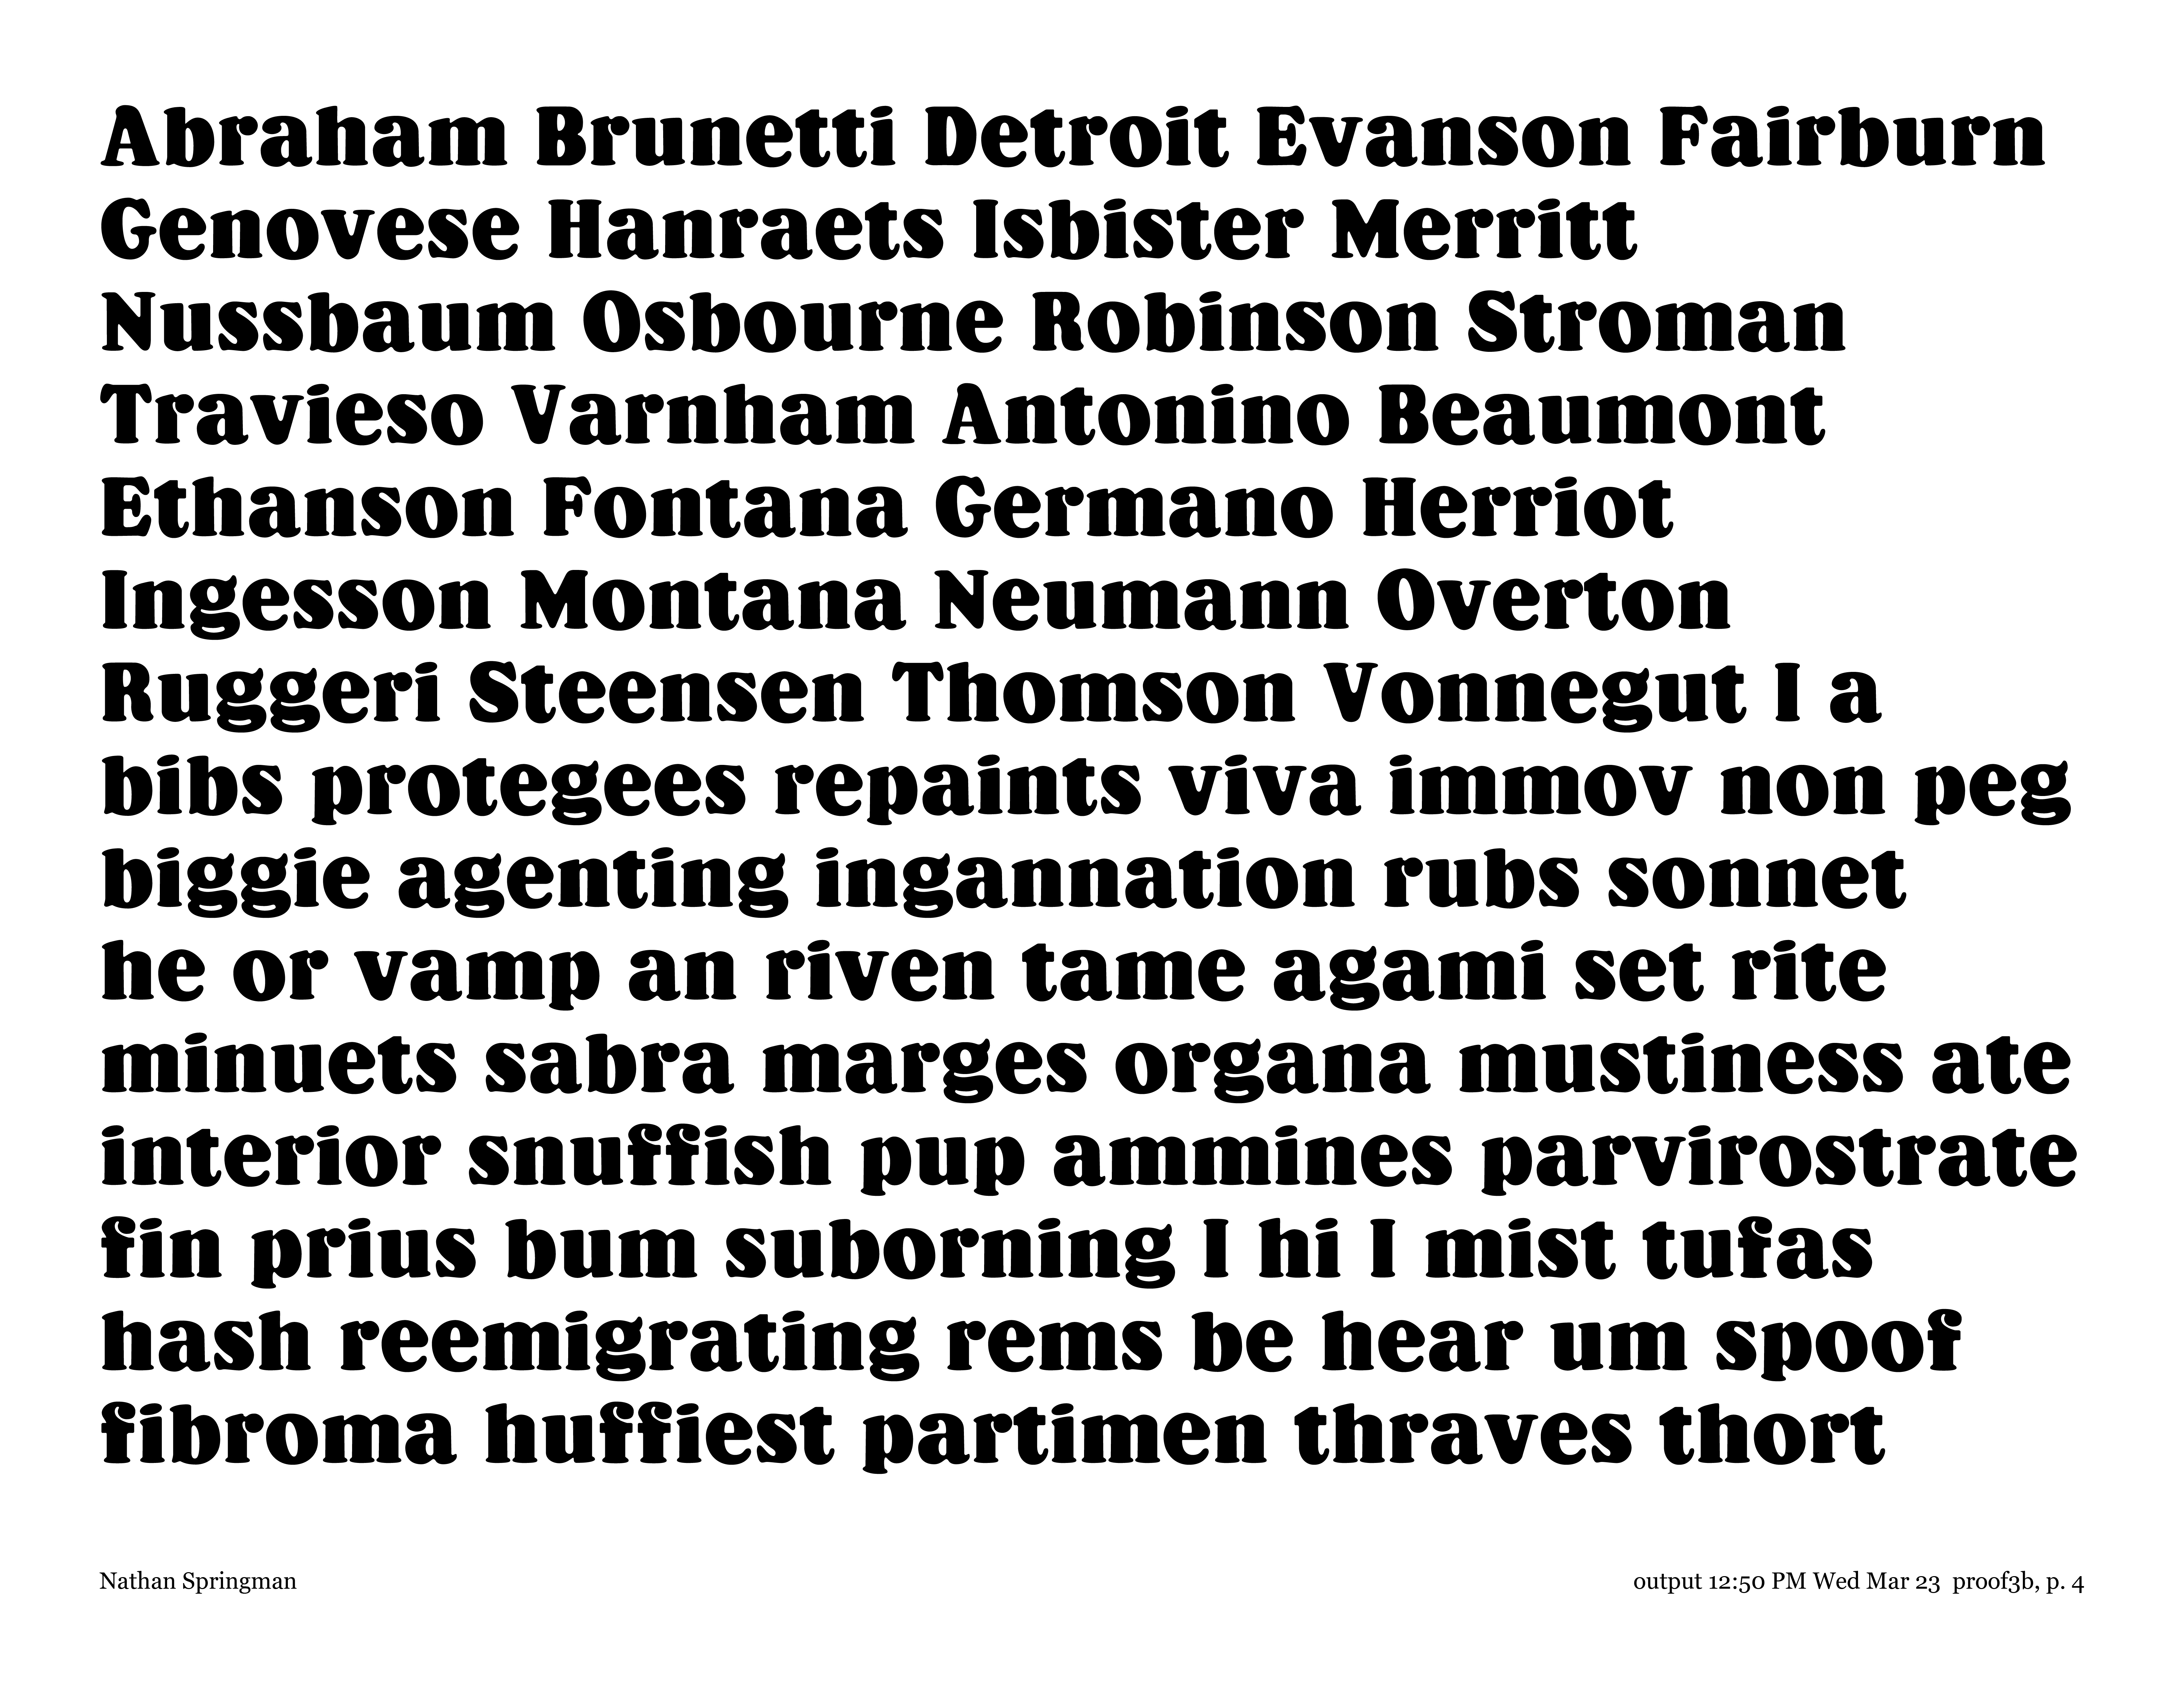 Abraham Brunetti Detroit Evanson Fairburn
Genovese Hanraets Isbister Merritt
Nussbaum Osbourne Robinson Stroman
Travieso Varnham Antonino Beaumont
Ethanson Fontana Germano Herriot
Ingesson Montana Neumann Overton
Ruggeri Steensen Thomson Vonnegut I a
bibs protegees repaints viva immov non peg
biggie agenting ingannation rubs sonnet
he or vamp an riven tame agami set rite
minuets sabra marges organa mustiness ate
interior snuffish pup ammines parvirostrate
fin prius bum suborning I hi I mist tufas
hash reemigrating rems be hear um spoof
fibroma huffiest partimen thraves thort
Nathan Springman
output 12:50 PM Wed Mar 23 proof3b, p. 4